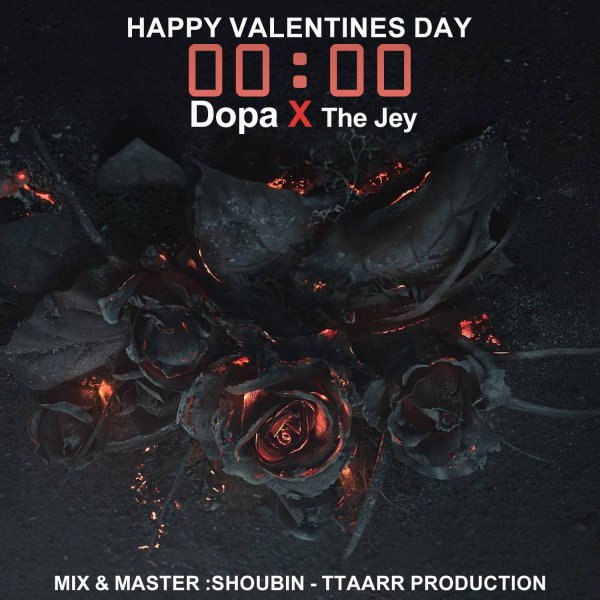 HAPPY VALENTINES DAY
00:00
Dopa X The Jey
MIX & MASTER :SHOUBIN - TTAARR PRODUCTION